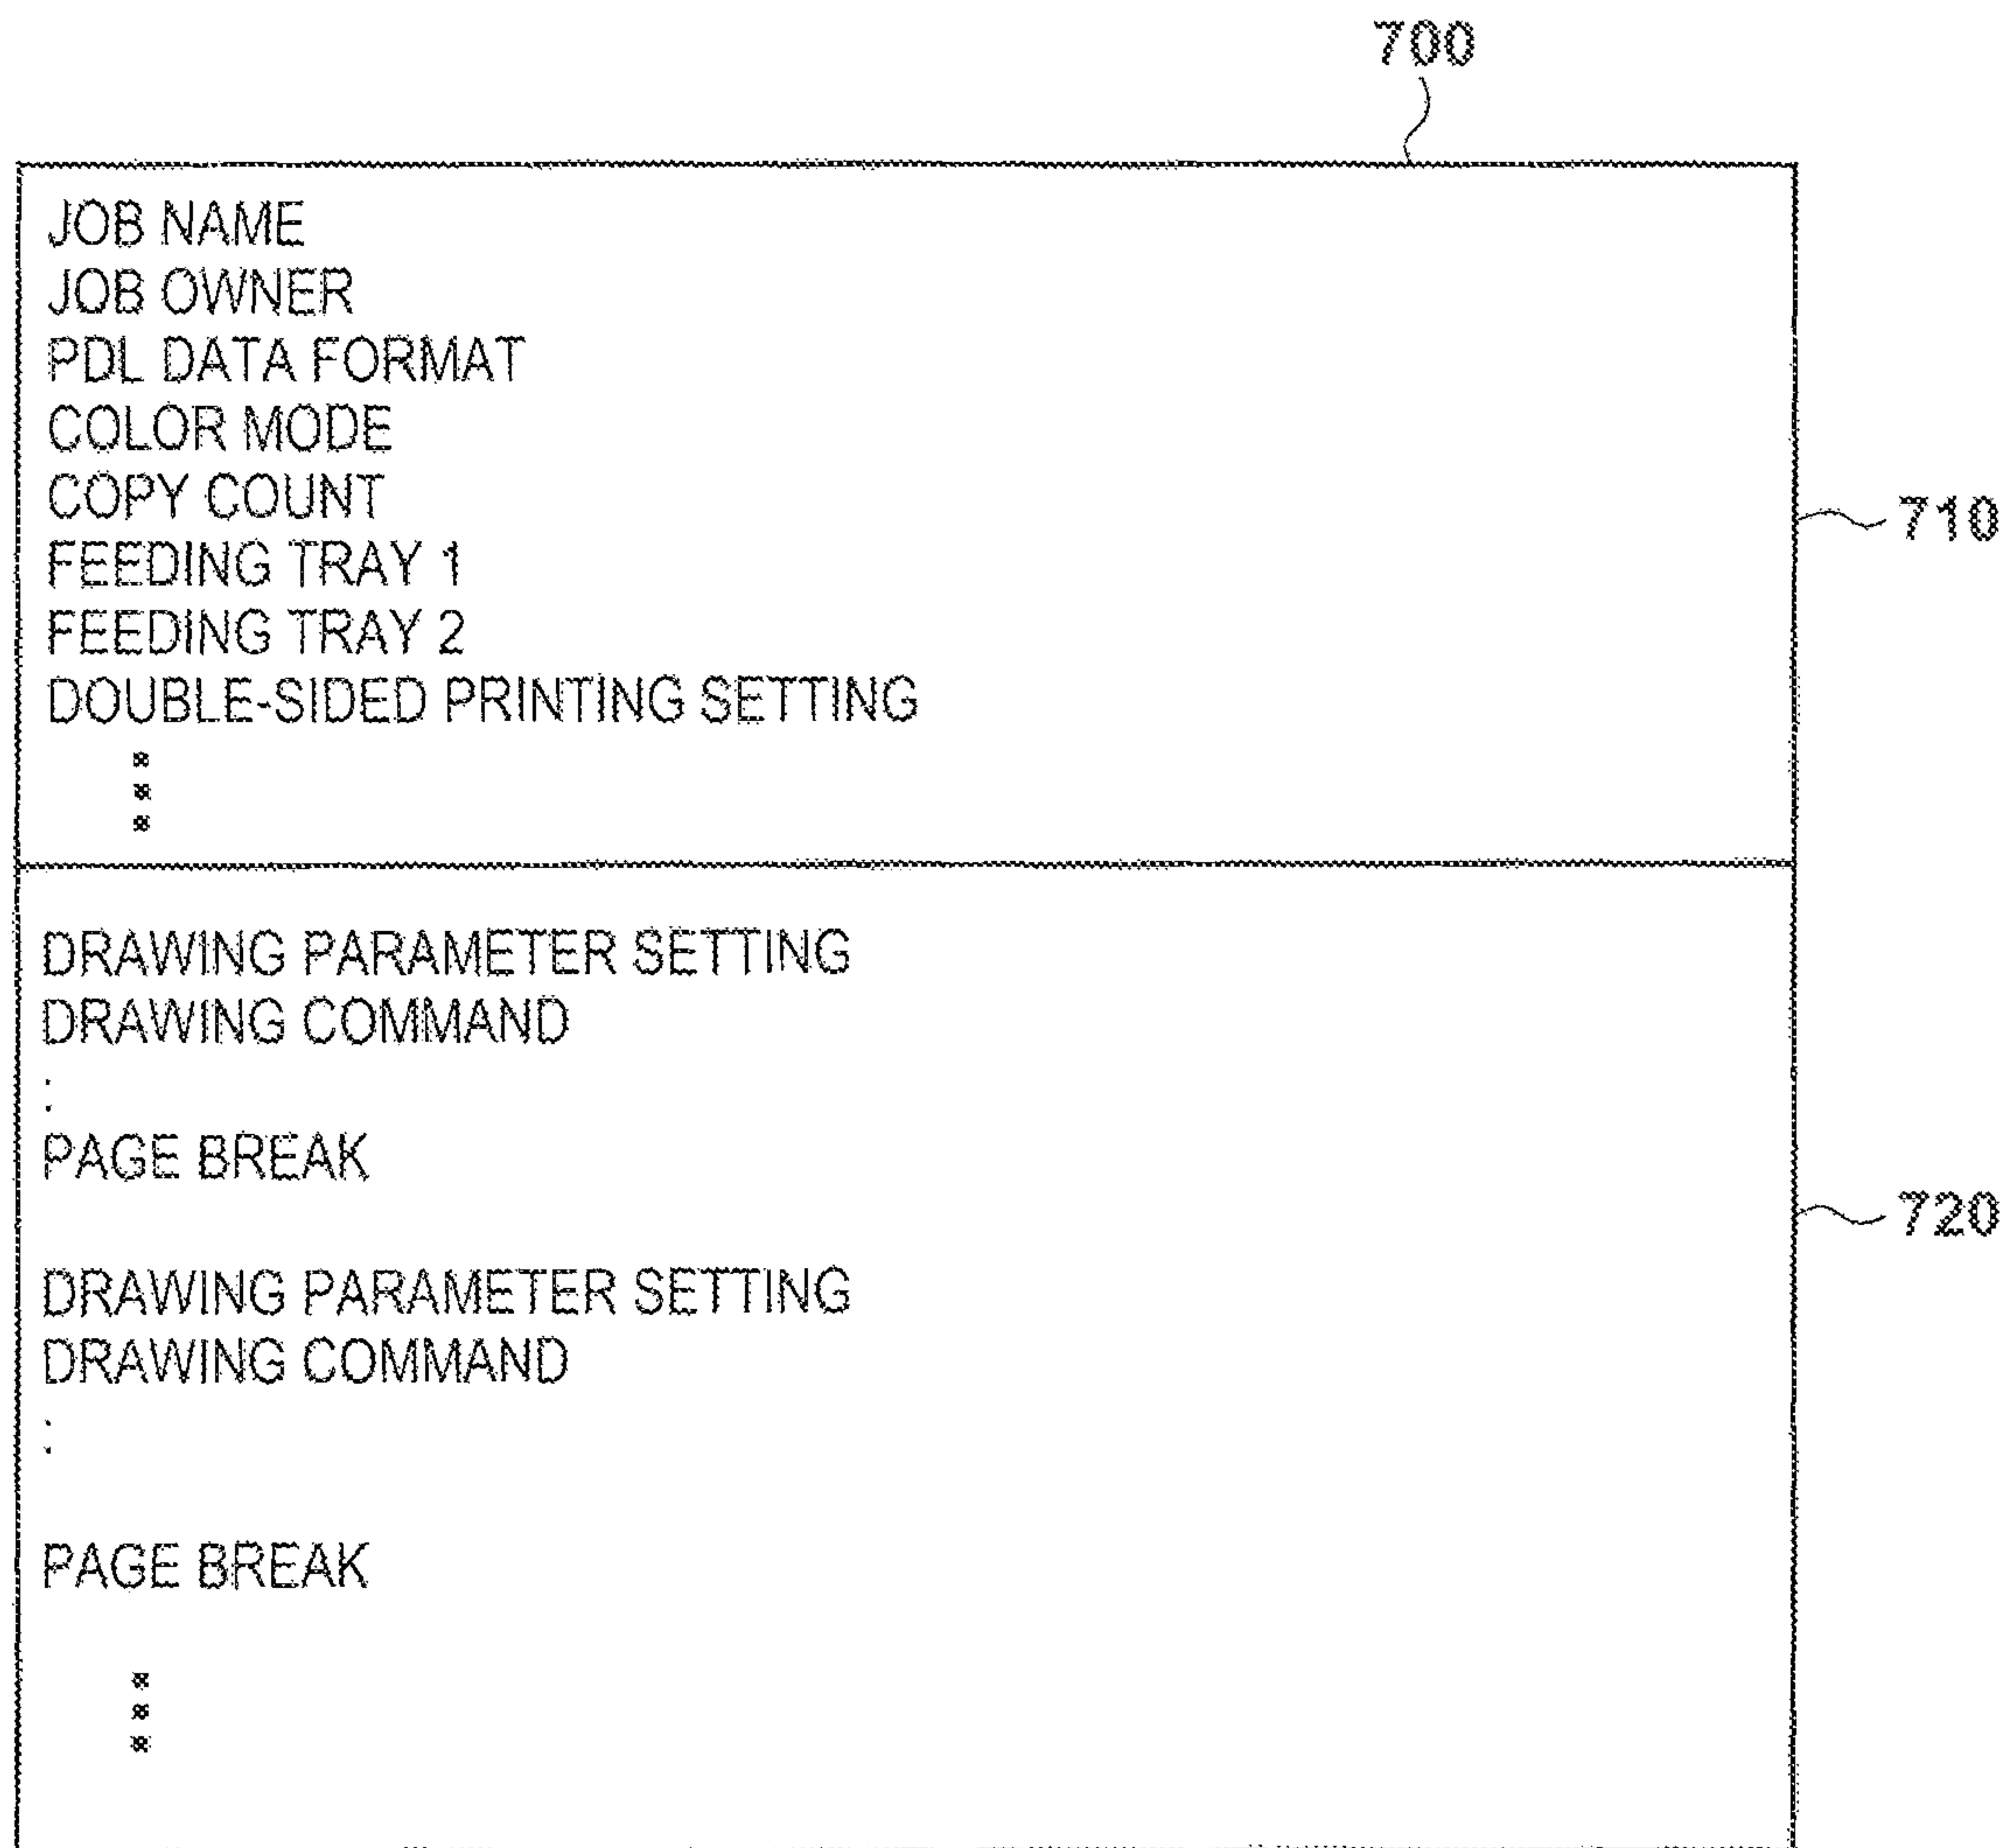 700
JOB NAME
JOB OWNER
PDL DATA FORMAT
COLOR MODE
COPY COUNT
FEEDING TRAY 1
FEEDING TRAY 2
DOUBLE-SIDED PRINTING SETTING
710
DRAWING PARAMETER SETTING
DRAWING COMMAND
:
PAGE BREAK
720
DRAWING PARAMETER SETTING
DRAWING COMMAND
:
PAGE BREAK